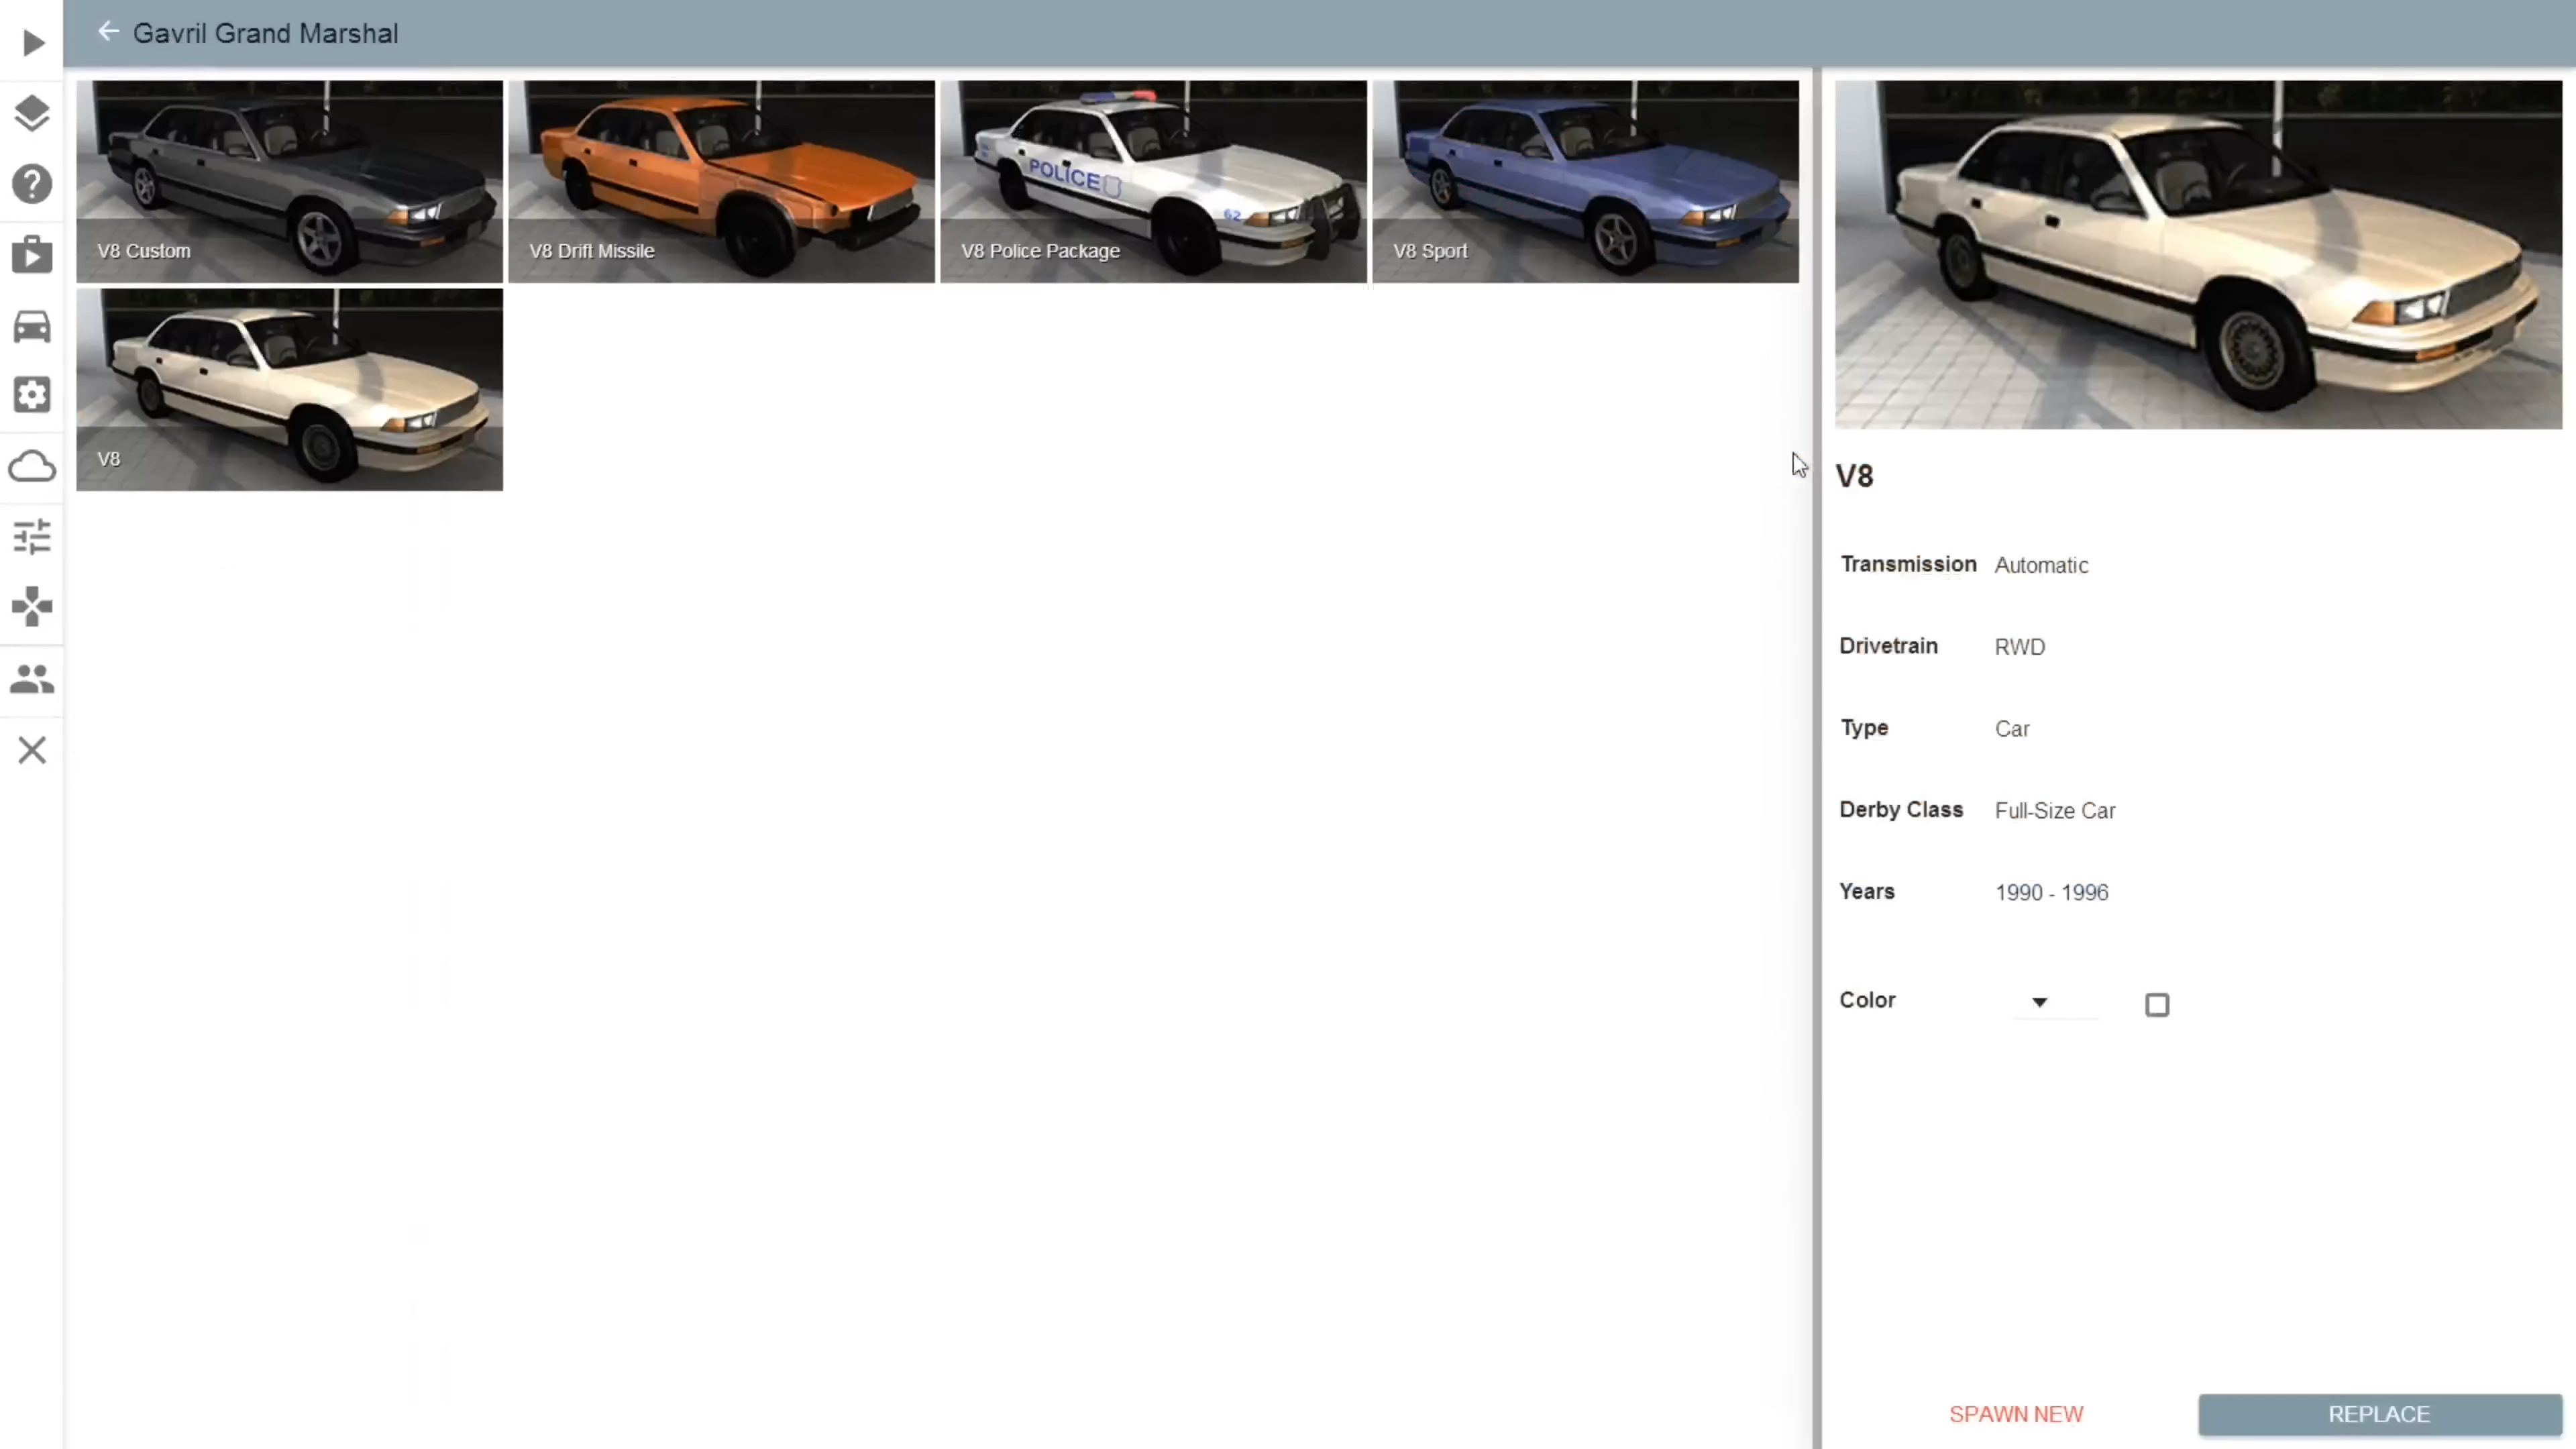 Gavril Grand Marshal
POLICE
62
V8 Custom
V8 Drift Missile
V8 Police Package
V8 Sport
V8
V8
Transmission Automatic
Drivetrain RWD
Type Car
Derby Class Full-Size Car
Years 1990 - 1996
Color
SPAWN NEW
REPLACE